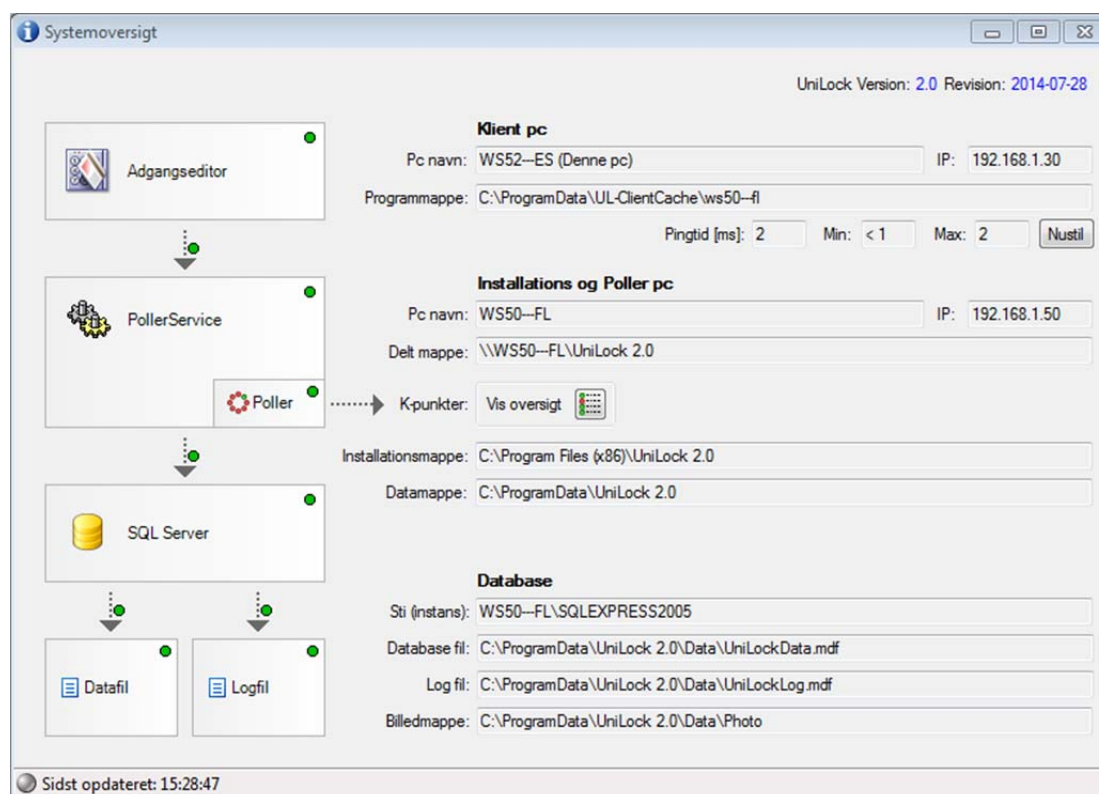 Systemoversigt
UniLock Version: 2.0 Revision: 2014-07-28
Adgangseditor
Klient pc
Pc navn: WS52---ES (Denne pc) IP: 192.168.1.30
Programmappe: C:\ProgramData\UL-ClientCache\ws50---fl
Pingtid [ms]: 2 Min: < 1 Max: 2 Nustil
PollerService
Installations og Poller pc
Pc navn: WS50---FL IP: 192.168.1.50
Delt mappe: \\WS50---FL\UniLock 2.0
Poller K-punkter: Vis oversigt
Installationsmappe: C:\Program Files (x86)\UniLock 2.0
Datamappe: C:\ProgramData\UniLock 2.0
SQL Server
Database
Sti (instans): WS50---FL\SQLEXPRESS2005
Database fil: C:\ProgramData\UniLock 2.0\Data\UniLockData.mdf
Datafil Logfil
Log fil: C:\ProgramData\UniLock 2.0\Data\UniLockLog.mdf
Billedmappe: C:\ProgramData\UniLock 2.0\Data\Photo
Sidst opdateret: 15:28:47